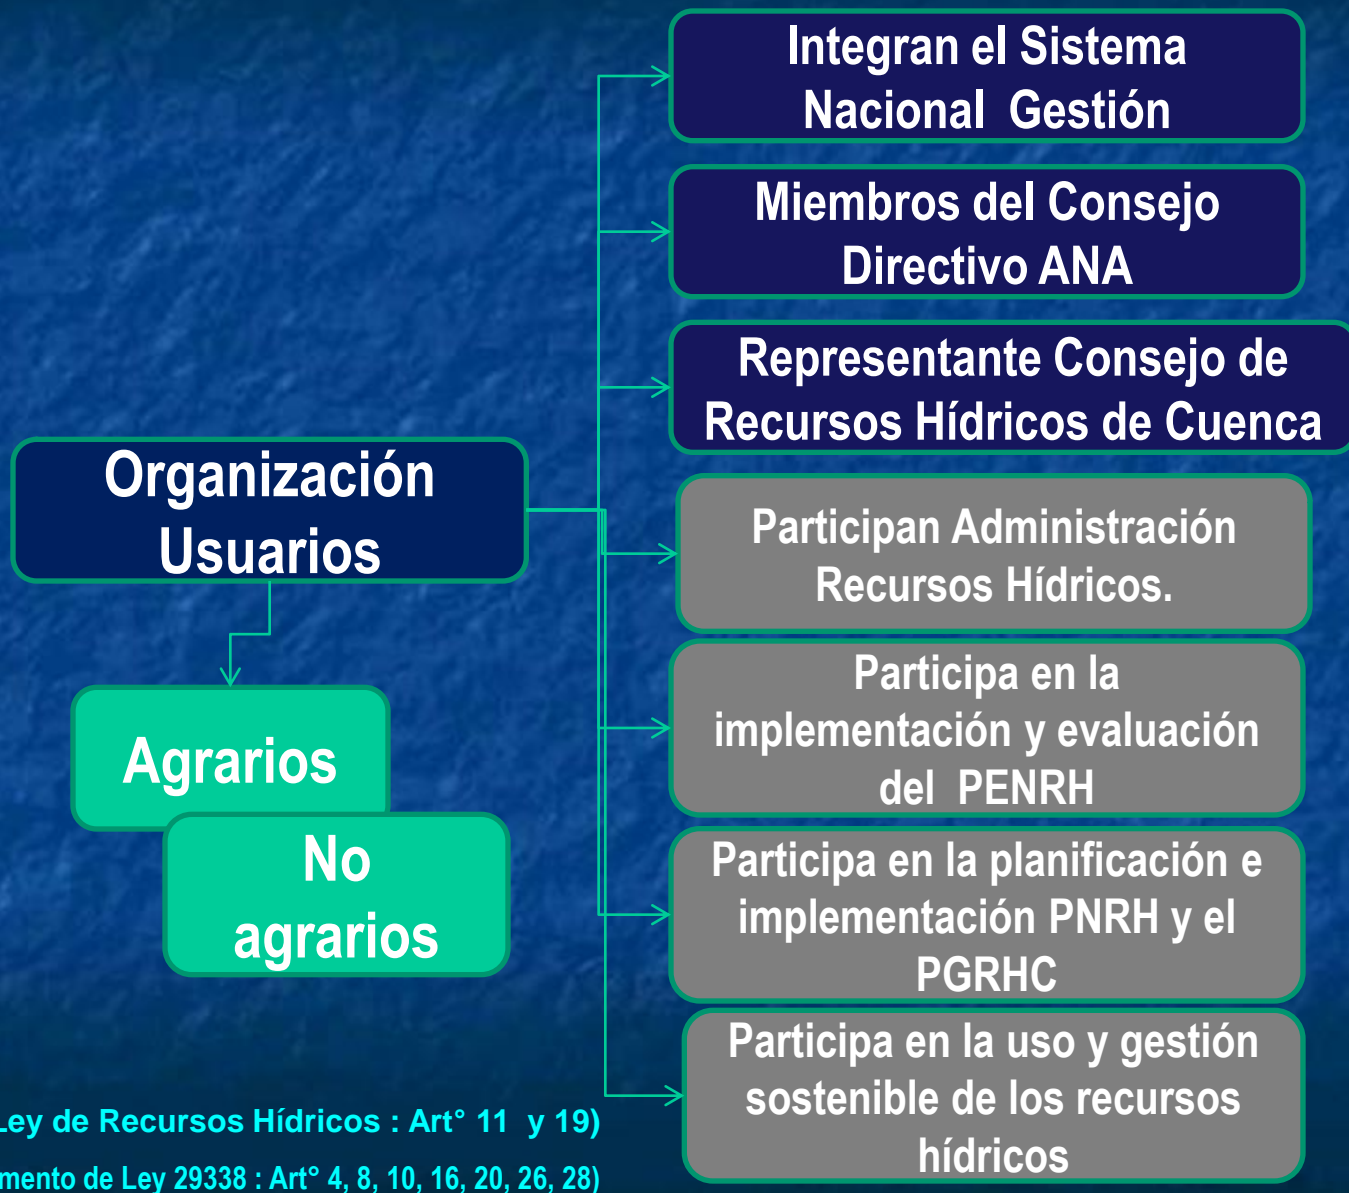 Integran el Sistema
Nacional Gestión
Miembros del Consejo
Directivo ANA
Representante Consejo de
Recursos Hídricos de Cuenca
Organización
Usuarios
Participan Administración
Recursos Hídricos.
Participa en la
implementación y evaluación
del PENRH
Agrarios
No
agrarios
Participa en la planificación e
implementación PNRH y el
PGRHC
Participa en la uso y gestión
sostenible de los recursos
hídricos
Ley de Recursos Hídricos : Art° 11 y 19)
mento de Ley 29338 : Art° 4, 8, 10, 16, 20, 26, 28)